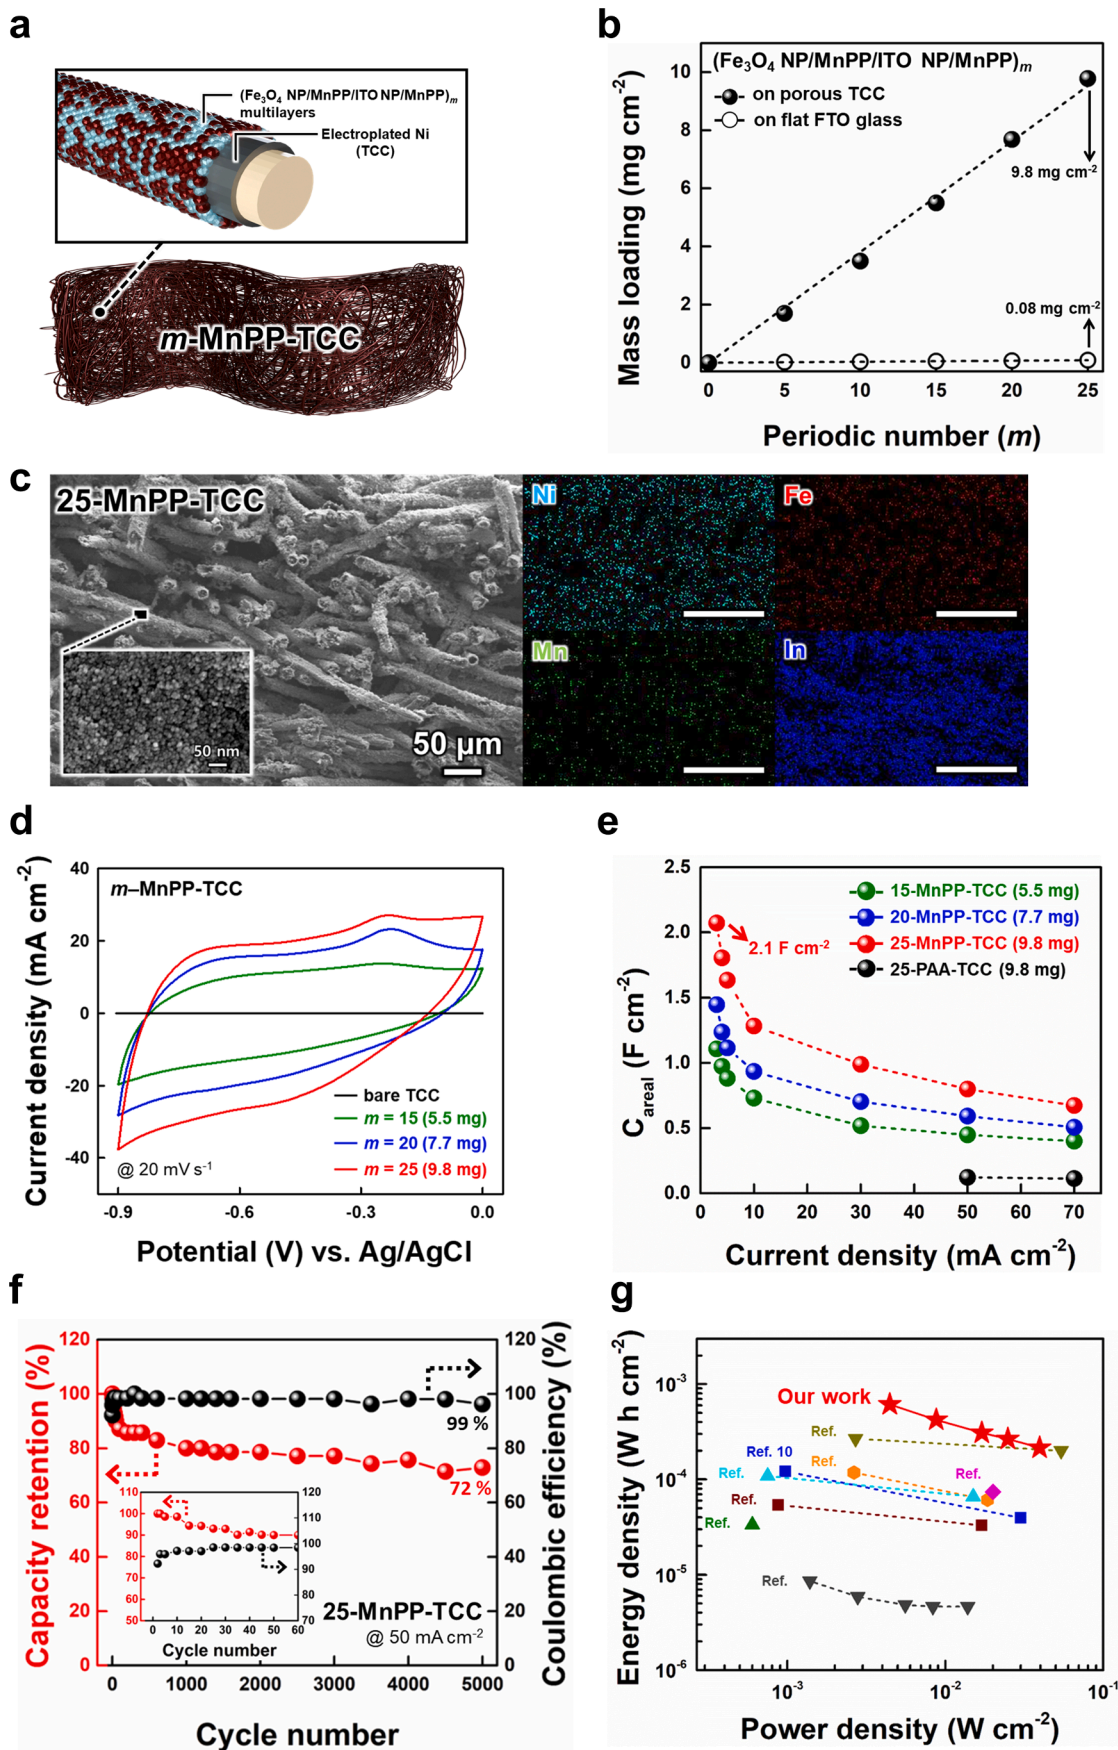 a
(Fe₃O₄ NP/MnPP/ITO NP/MnPP)ₘ
multilayers
Electroplated Ni
(TCC)
m-MnPP-TCC
b
(Fe₃O₄ NP/MnPP/ITO NP/MnPP)ₘ
on porous TCC
on flat FTO glass
9.8 mg cm⁻²
0.08 mg cm⁻²
Mass loading (mg cm⁻²)
10
8
6
4
2
0
0 5 10 15 20 25
Periodic number (m)
c
25-MnPP-TCC
50 nm
50 µm
Ni
Fe
Mn
In
d
m–MnPP-TCC
Current density (mA cm⁻²)
40
20
0
-20
-40
bare TCC
m = 15 (5.5 mg)
m = 20 (7.7 mg)
m = 25 (9.8 mg)
@ 20 mV s⁻¹
-0.9 -0.6 -0.3 0.0
Potential (V) vs. Ag/AgCl
e
C areal (F cm⁻²)
2.5
2.0
1.5
1.0
0.5
0.0
15-MnPP-TCC (5.5 mg)
20-MnPP-TCC (7.7 mg)
25-MnPP-TCC (9.8 mg)
25-PAA-TCC (9.8 mg)
2.1 F cm⁻²
0 10 20 30 40 50 60 70
Current density (mA cm⁻²)
f
Capacity retention (%)
120
100
80
60
40
20
0
120
100
80
60
40
20
0
Coulombic efficiency (%)
99 %
72 %
110
100
90
80
70
60
50
120
110
100
90
80
70
0 10 20 30 40 50 60
Cycle number
25-MnPP-TCC
@ 50 mA cm⁻²
0 1000 2000 3000 4000 5000
Cycle number
g
Energy density (W h cm⁻²)
10⁻³
10⁻⁴
10⁻⁵
10⁻⁶
Our work
Ref.
Ref. 10
Ref.
Ref.
Ref.
Ref.
Ref.
Ref.
10⁻³ 10⁻² 10⁻¹
Power density (W cm⁻²)